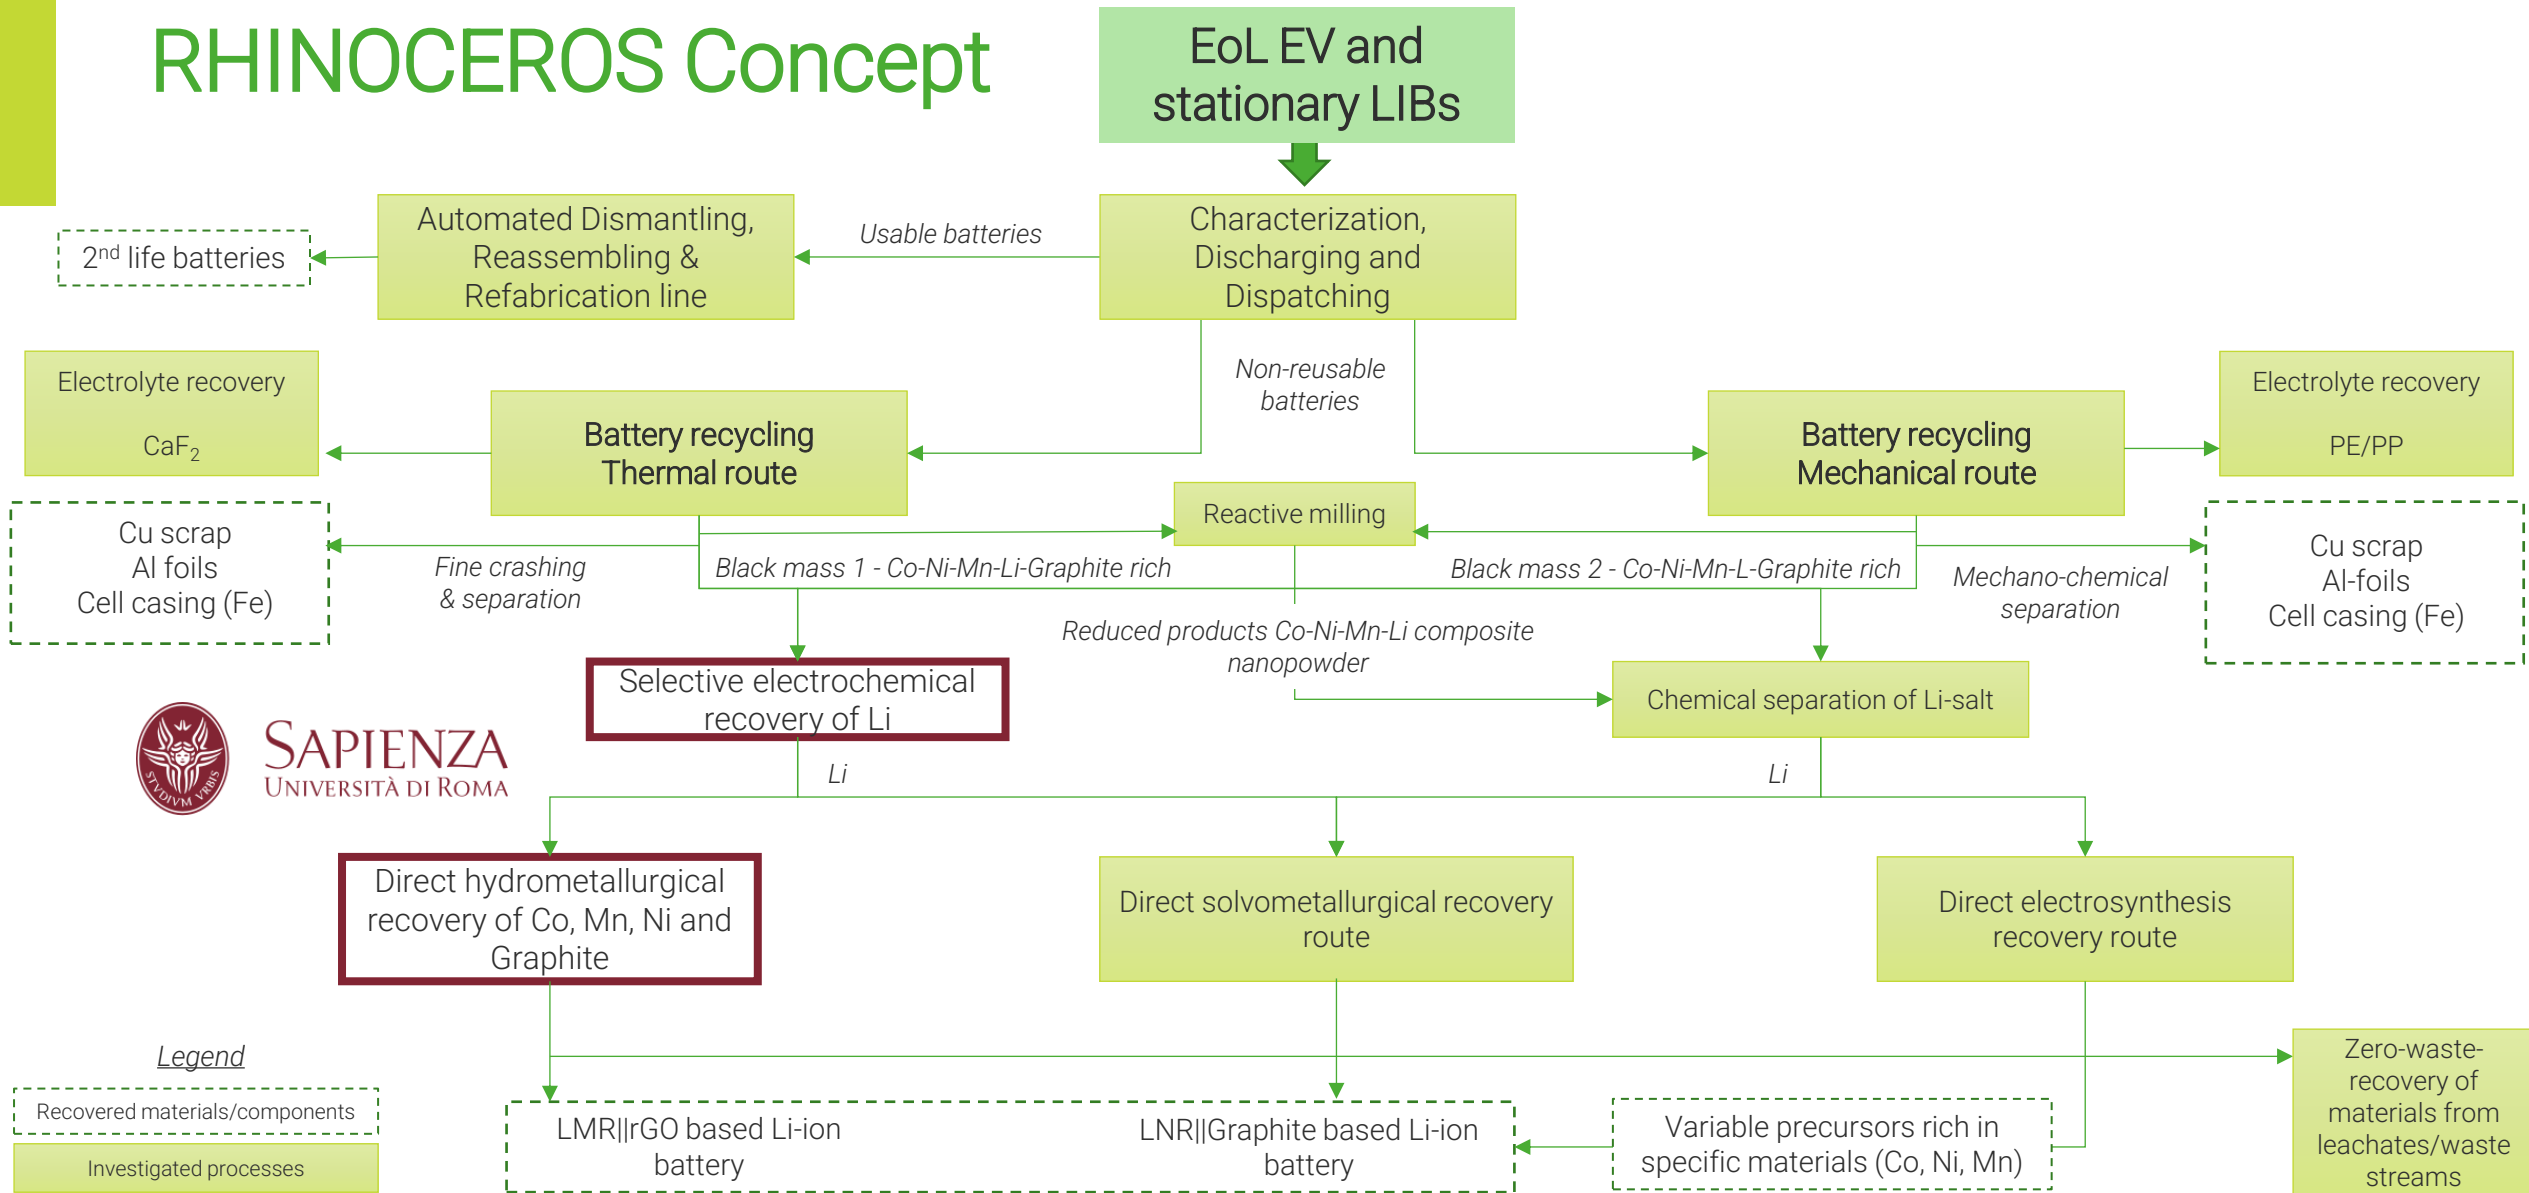 RHINOCEROS Concept
EoL EV and
stationary LIBs
2nd life batteries
Automated Dismantling,
Reassembling &
Refabrication line
Usable batteries
Characterization,
Discharging and
Dispatching
Electrolyte recovery
CaF2
Battery recycling
Thermal route
Non-reusable
batteries
Battery recycling
Mechanical route
Electrolyte recovery
PE/PP
Reactive milling
Cu scrap
Al foils
Cell casing (Fe)
Fine crashing
& separation
Black mass 1 - Co-Ni-Mn-Li-Graphite rich
Black mass 2 - Co-Ni-Mn-L-Graphite rich
Mechano-chemical
separation
Cu scrap
Al-foils
Cell casing (Fe)
Reduced products Co-Ni-Mn-Li composite
nanopowder
Selective electrochemical
recovery of Li
Chemical separation of Li-salt
STVDIVM VRBIS
SAPIENZA
UNIVERSITÀ DI ROMA
Li
Li
Direct hydrometallurgical
recovery of Co, Mn, Ni and
Graphite
Direct solvometallurgical recovery
route
Direct electrosynthesis
recovery route
Legend
Recovered materials/components
Investigated processes
LMR||rGO based Li-ion
battery
LNR||Graphite based Li-ion
battery
Variable precursors rich in
specific materials (Co, Ni, Mn)
Zero-waste-
recovery of
materials from
leachates/waste
streams